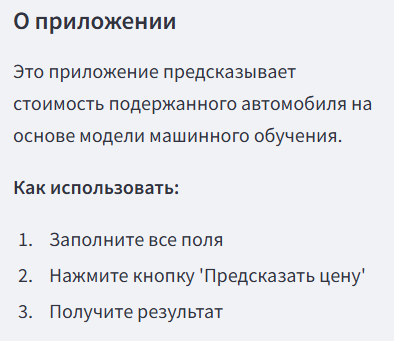 О приложении
Это приложение предсказывает
стоимость подержанного автомобиля на
основе модели машинного обучения.
Как использовать:
1. Заполните все поля
2. Нажмите кнопку 'Предсказать цену'
3. Получите результат